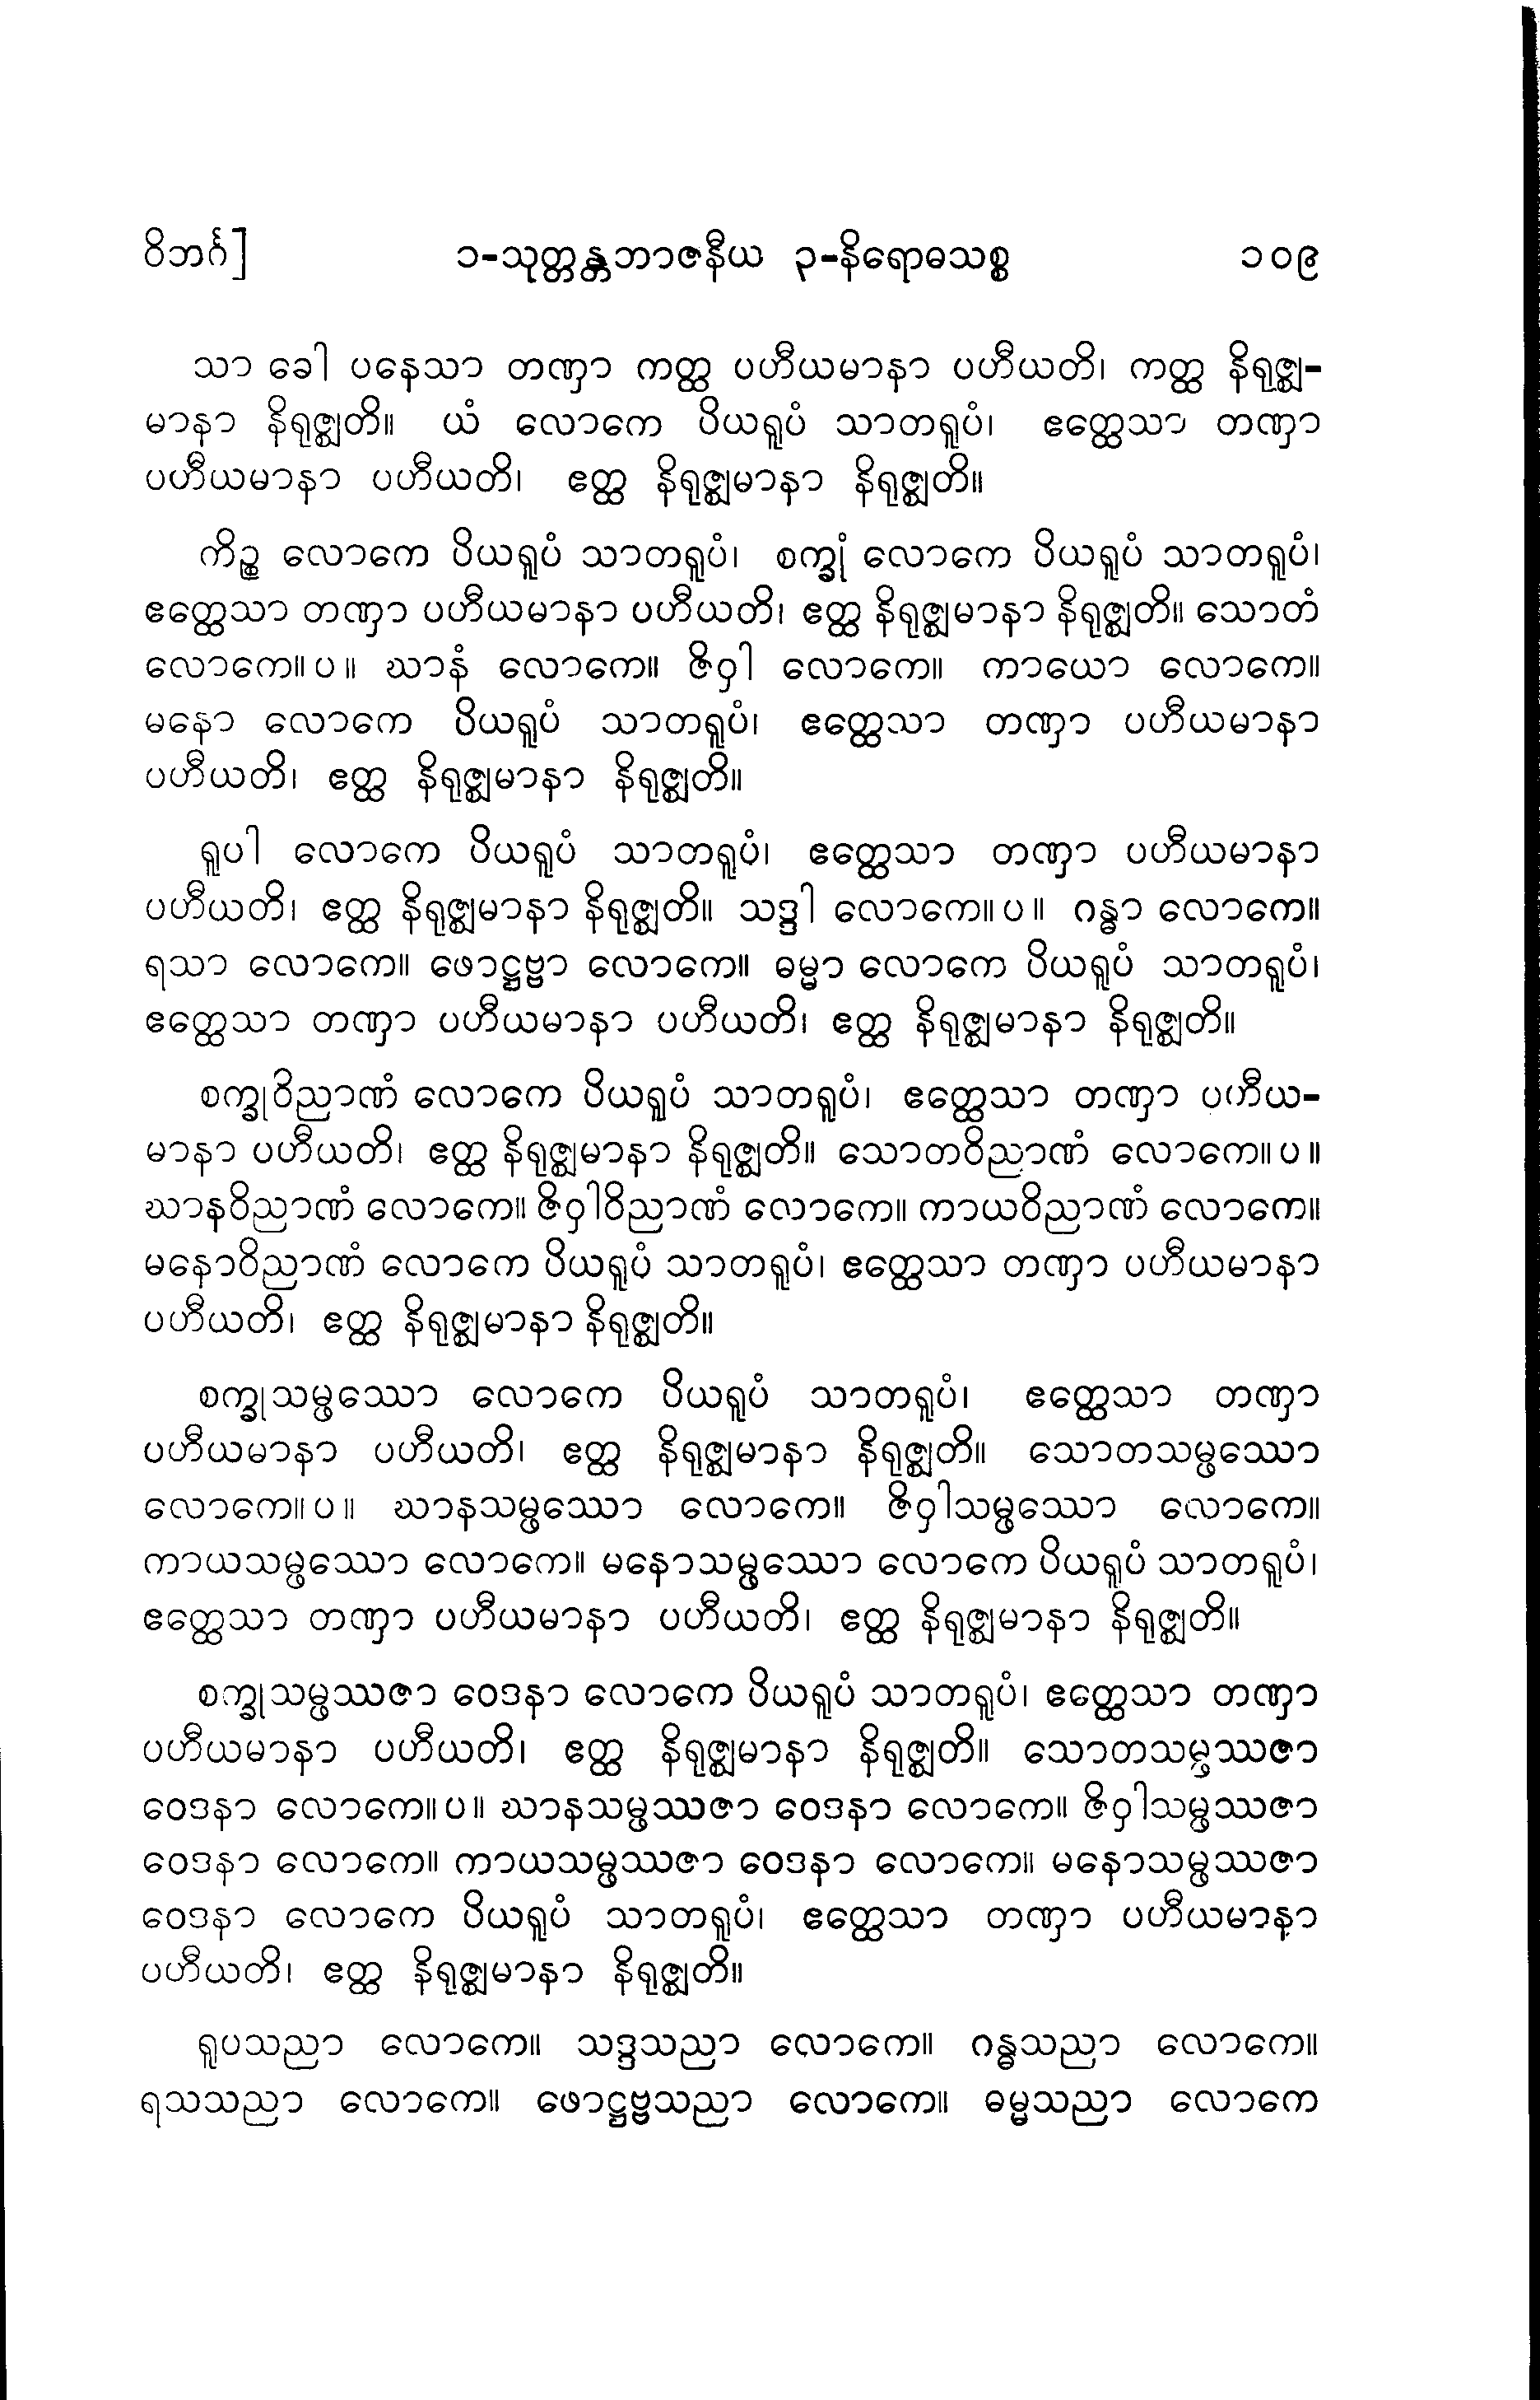 ဝိဘင်္ဂ] ၁-သုတ္တန္တဘာဇနီယ ၃-နိရောဓသစ္စ ၁၀၉
သာ ခေါ ပနေသာ တဏှာ ကတ္ထ ပဟီယမာနာ ပဟီယတိ၊ ကတ္ထ နိရုဇ္ဈ-
မာနာ နိရုဇ္ဈတိ။ ယံ လောကေ ပိယရူပံ သာတရူပံ၊ ဧတ္ထေသာ တဏှာ
ပဟီယမာနာ ပဟီယတိ၊ ဧတ္ထ နိရုဇ္ဈမာနာ နိရုဇ္ဈတိ။
ကိဉ္စ လောကေ ပိယရူပံ သာတရူပံ၊ စက္ခုံ လောကေ ပိယရူပံ သာတရူပံ၊
ဧတ္ထေသာ တဏှာ ပဟီယမာနာ ပဟီယတိ၊ ဧတ္ထ နိရုဇ္ဈမာနာ နိရုဇ္ဈတိ။ သောတံ
လောကေ။ပ။ ဃာနံ လောကေ။ ဇိဝှါ လောကေ။ ကာယော လောကေ။
မနော လောကေ ပိယရူပံ သာတရူပံ၊ ဧတ္ထေသာ တဏှာ ပဟီယမာနာ
ပဟီယတိ၊ ဧတ္ထ နိရုဇ္ဈမာနာ နိရုဇ္ဈတိ။
ရူပါ လောကေ ပိယရူပံ သာတရူပံ၊ ဧတ္ထေသာ တဏှာ ပဟီယမာနာ
ပဟီယတိ၊ ဧတ္ထ နိရုဇ္ဈမာနာ နိရုဇ္ဈတိ။ သဒ္ဒါ လောကေ။ပ။ ဂန္ဓာ လောကေ။
ရသာ လောကေ။ ဖောဋ္ဌဗ္ဗာ လောကေ။ ဓမ္မာ လောကေ ပိယရူပံ သာတရူပံ၊
ဧတ္ထေသာ တဏှာ ပဟီယမာနာ ပဟီယတိ၊ ဧတ္ထ နိရုဇ္ဈမာနာ နိရုဇ္ဈတိ။
စက္ခုဝိညာဏံ လောကေ ပိယရူပံ သာတရူပံ၊ ဧတ္ထေသာ တဏှာ ပဟီယ-
မာနာ ပဟီယတိ၊ ဧတ္ထ နိရုဇ္ဈမာနာ နိရုဇ္ဈတိ။ သောတဝိညာဏံ လောကေ။ပ။
ဃာနဝိညာဏံ လောကေ။ ဇိဝှါဝိညာဏံ လောကေ။ ကာယဝိညာဏံ လောကေ။
မနောဝိညာဏံ လောကေ ပိယရူပံ သာတရူပံ၊ ဧတ္ထေသာ တဏှာ ပဟီယမာနာ
ပဟီယတိ၊ ဧတ္ထ နိရုဇ္ဈမာနာ နိရုဇ္ဈတိ။
စက္ခုသမ္ဖဿော လောကေ ပိယရူပံ သာတရူပံ၊ ဧတ္ထေသာ တဏှာ
ပဟီယမာနာ ပဟီယတိ၊ ဧတ္ထ နိရုဇ္ဈမာနာ နိရုဇ္ဈတိ။ သောတသမ္ဖဿော
လောကေ။ပ။ ဃာနသမ္ဖဿော လောကေ။ ဇိဝှါသမ္ဖဿော လောကေ။
ကာယသမ္ဖဿော လောကေ။ မနောသမ္ဖဿော လောကေ ပိယရူပံ သာတရူပံ၊
ဧတ္ထေသာ တဏှာ ပဟီယမာနာ ပဟီယတိ၊ ဧတ္ထ နိရုဇ္ဈမာနာ နိရုဇ္ဈတိ။
စက္ခုသမ္ဖဿဇာ ဝေဒနာ လောကေ ပိယရူပံ သာတရူပံ၊ ဧတ္ထေသာ တဏှာ
ပဟီယမာနာ ပဟီယတိ၊ ဧတ္ထ နိရုဇ္ဈမာနာ နိရုဇ္ဈတိ။ သောတသမ္ဖဿဇာ
ဝေဒနာ လောကေ။ပ။ ဃာနသမ္ဖဿဇာ ဝေဒနာ လောကေ။ ဇိဝှါသမ္ဖဿဇာ
ဝေဒနာ လောကေ။ ကာယသမ္ဖဿဇာ ဝေဒနာ လောကေ။ မနောသမ္ဖဿဇာ
ဝေဒနာ လောကေ ပိယရူပံ သာတရူပံ၊ ဧတ္ထေသာ တဏှာ ပဟီယမာနာ
ပဟီယတိ၊ ဧတ္ထ နိရုဇ္ဈမာနာ နိရုဇ္ဈတိ။
ရူပသညာ လောကေ။ သဒ္ဒသညာ လောကေ။ ဂန္ဓသညာ လောကေ။
ရသသညာ လောကေ။ ဖောဋ္ဌဗ္ဗသညာ လောကေ။ ဓမ္မသညာ လောကေ